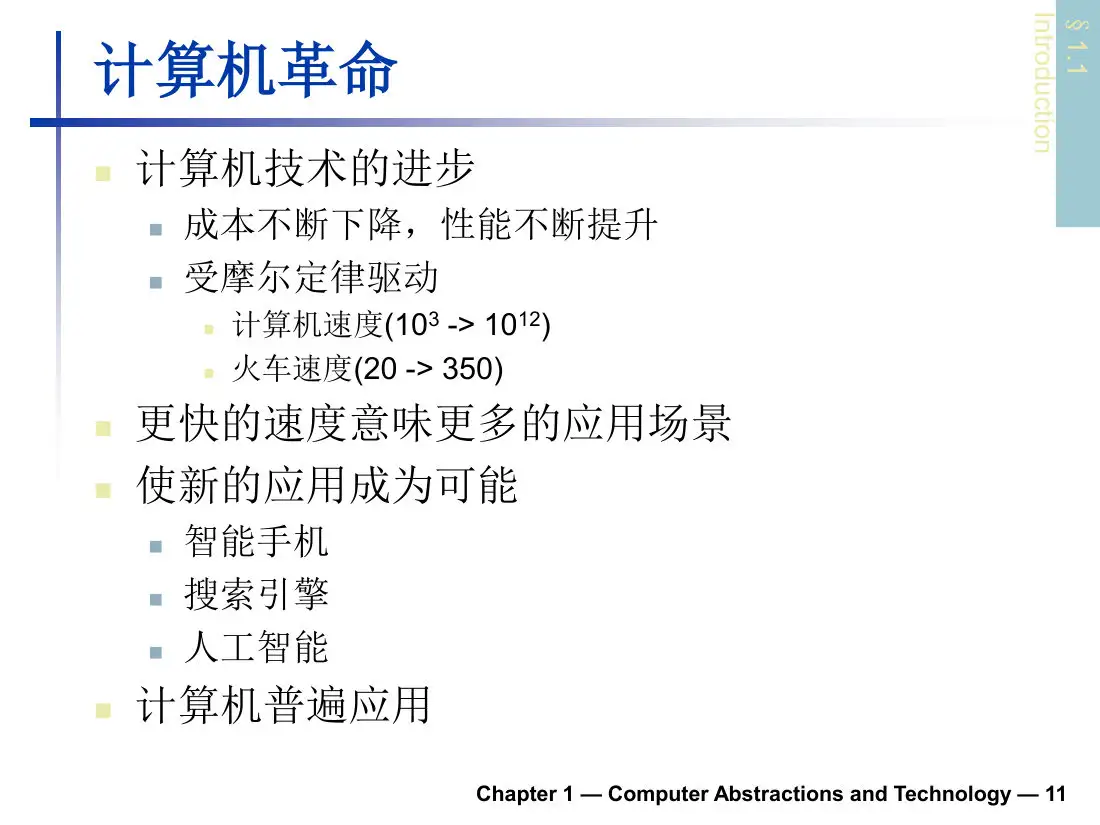 计算机革命
§1.1 Introduction
计算机技术的进步
成本不断下降，性能不断提升
受摩尔定律驱动
计算机速度(10³ -> 10¹²)
火车速度(20 -> 350)
更快的速度意味更多的应用场景
使新的应用成为可能
智能手机
搜索引擎
人工智能
计算机普遍应用
Chapter 1 — Computer Abstractions and Technology — 11